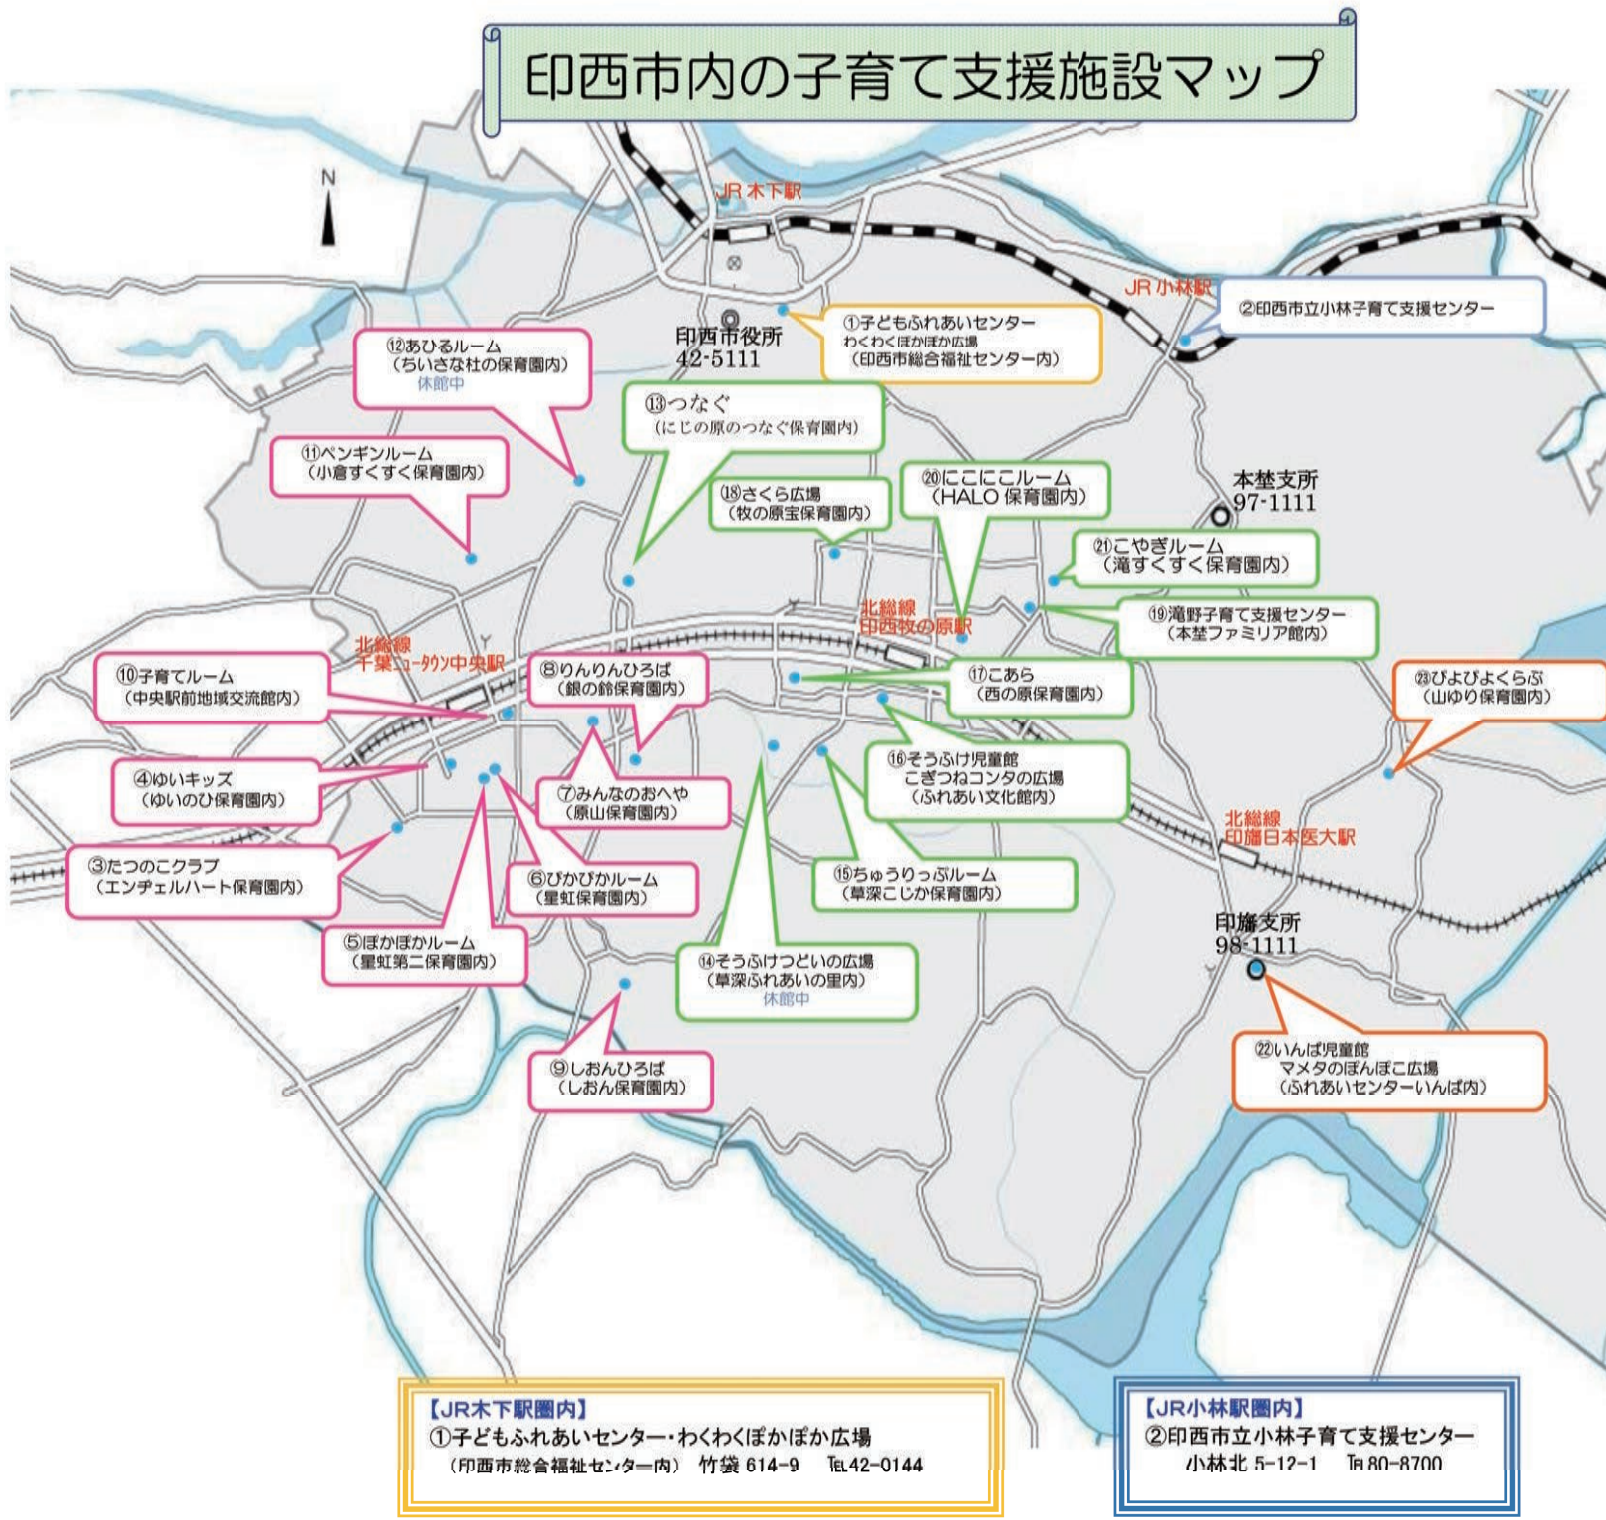 印西市内の子育て支援施設マップ
N
JR 木下駅
JR 小林駅
②印西市立小林子育て支援センター
①子どもふれあいセンター
わくわくぽかぽか広場
(印西市総合福祉センター内)
印西市役所
42-5111
⑫あひるルーム
(ちいさな杜の保育園内)
休館中
⑬つなぐ
(にじの原のつなぐ保育園内)
⑪ペンギンルーム
(小倉すくすく保育園内)
⑱さくら広場
(牧の原宝保育園内)
⑳にこにこルーム
(HALO 保育園内)
本埜支所
97-1111
㉑こやぎルーム
(滝すくすく保育園内)
⑲滝野子育て支援センター
(本埜ファミリア館内)
北総線
印西牧の原駅
北総線
千葉ニュータウン中央駅
⑩子育てルーム
(中央駅前地域交流館内)
⑧りんりんひろば
(銀の鈴保育園内)
⑰こあら
(西の原保育園内)
㉓ぴよぴよくらぶ
(山ゆり保育園内)
④ゆいキッズ
(ゆいのひ保育園内)
⑦みんなのおへや
(原山保育園内)
⑯そうふけ児童館
こぎつねコンタの広場
(ふれあい文化館内)
北総線
印旛日本医大駅
③たつのこクラブ
(エンヂェルハート保育園内)
⑥ぴかぴかルーム
(星虹保育園内)
⑮ちゅうりっぷルーム
(草深こじか保育園内)
⑤ぽかぽかルーム
(星虹第二保育園内)
⑭そうふけつどいの広場
(草深ふれあいの里内)
休館中
印旛支所
98-1111
⑨しおんひろば
(しおん保育園内)
㉒いんば児童館
マメタのぽんぽこ広場
(ふれあいセンターいんば内)
【JR木下駅圏内】
①子どもふれあいセンター・わくわくぽかぽか広場
(印西市総合福祉センター内) 竹袋 614-9 ℡42-0144
【JR小林駅圏内】
②印西市立小林子育て支援センター
小林北 5-12-1 ℡80-8700